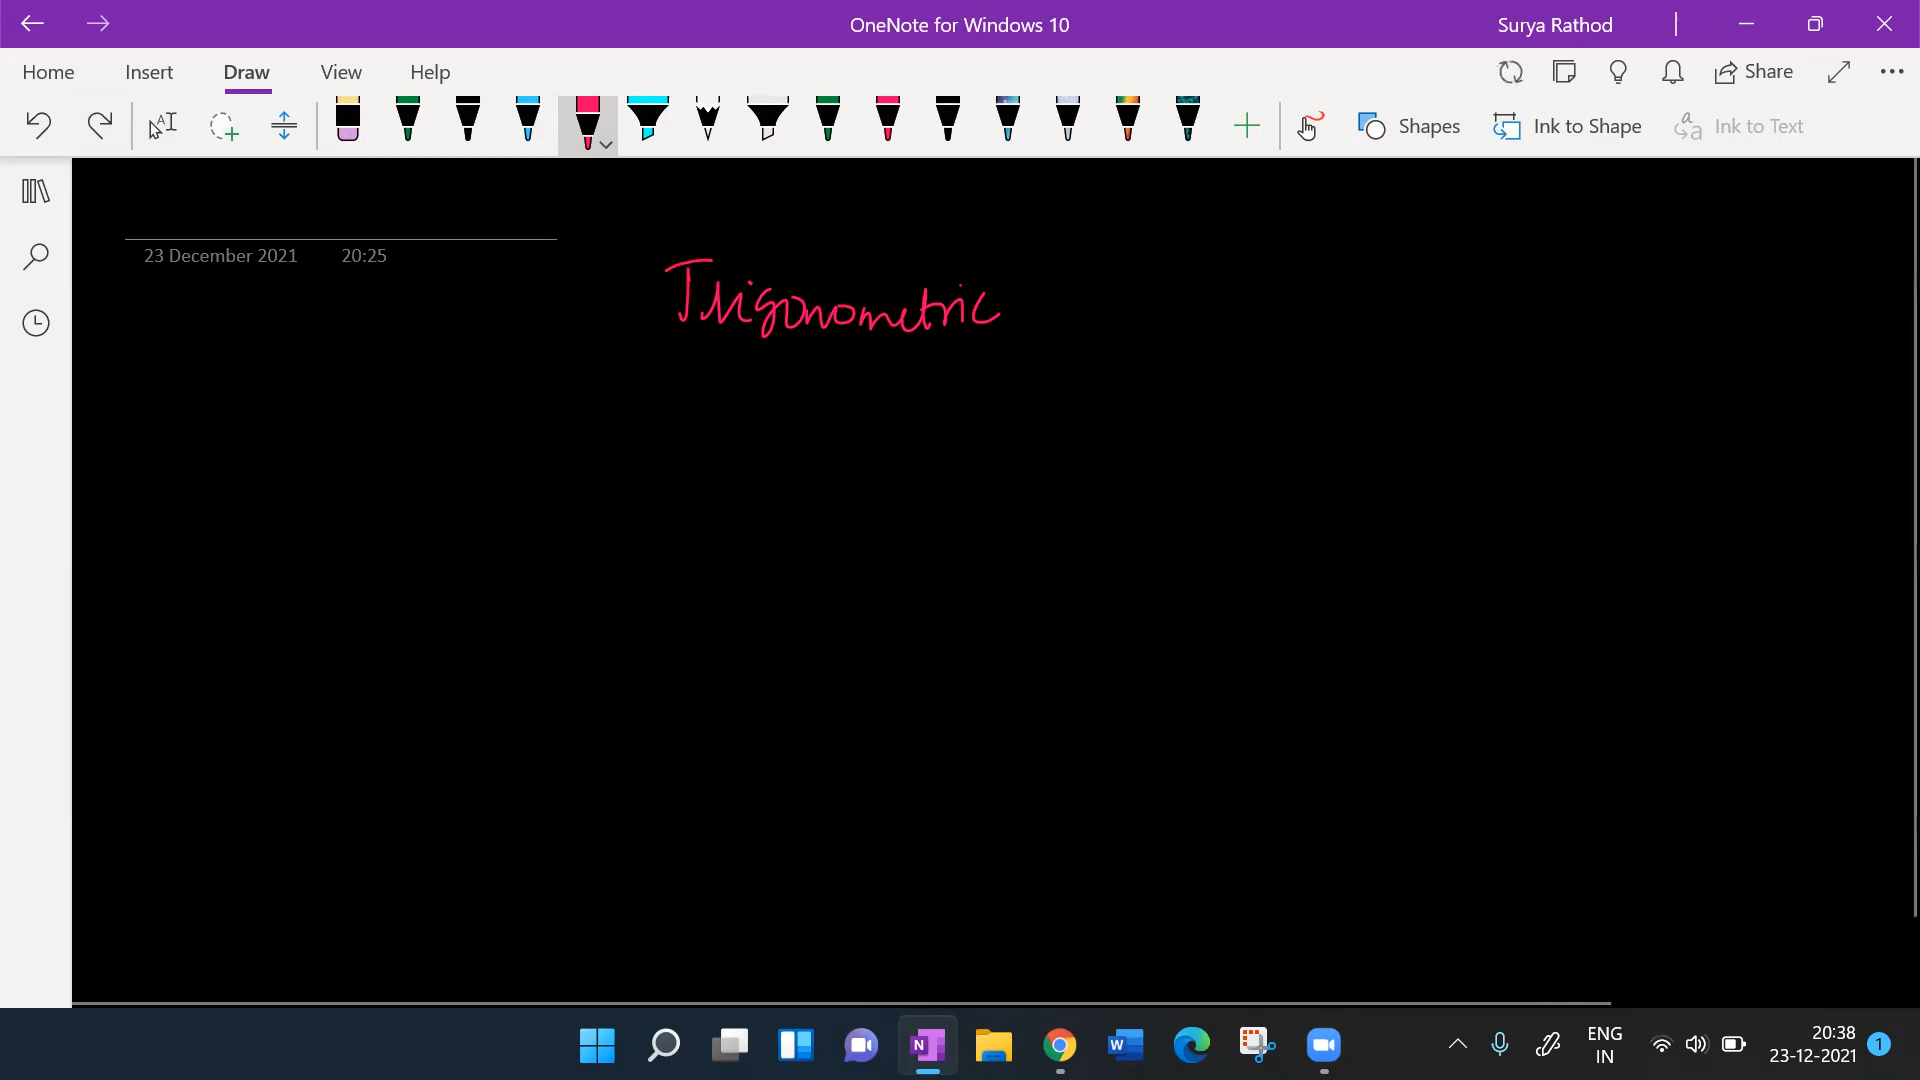 OneNote for Windows 10
Surya Rathod
Home Insert Draw View Help
Share
Shapes Ink to Shape Ink to Text
23 December 2021 20:25
Trigonometric
ENG
IN
20:38
23-12-2021
1